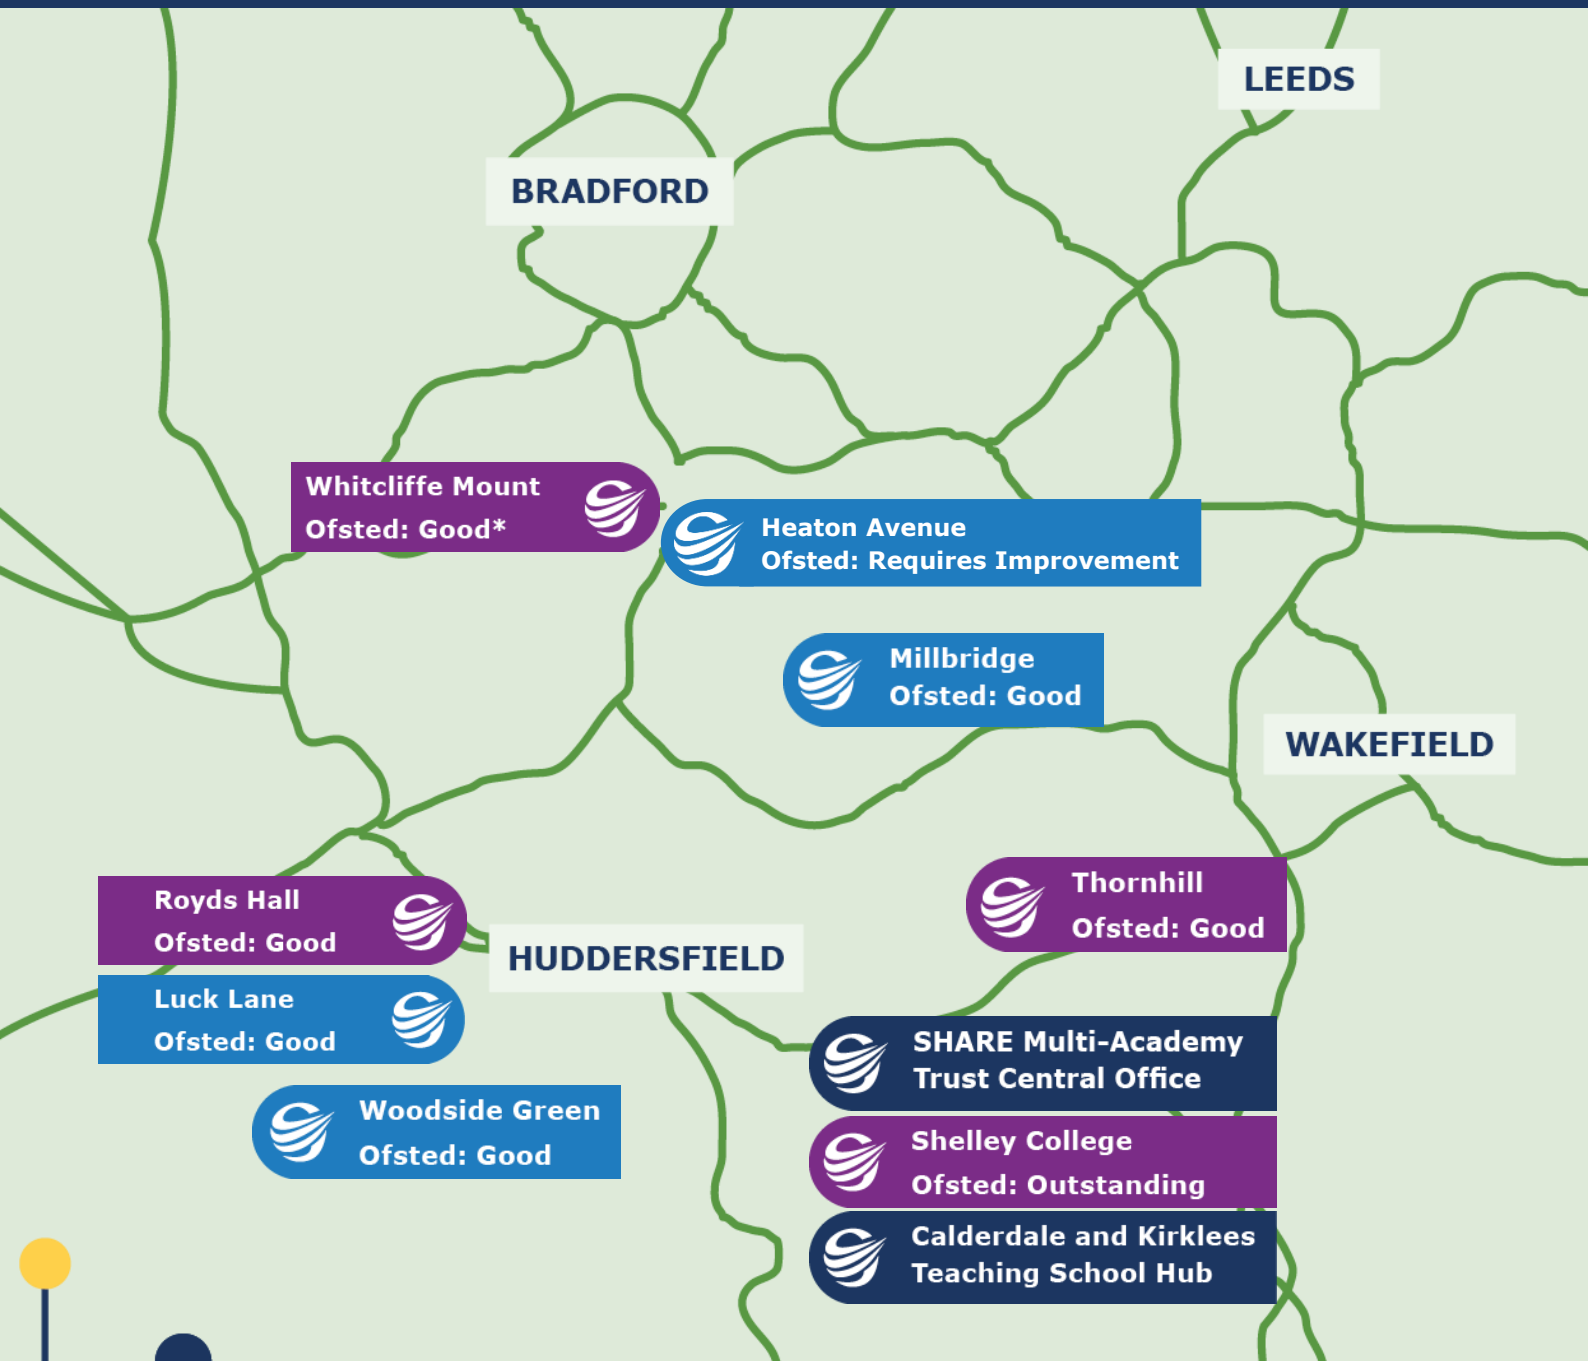 LEEDS
BRADFORD
Whitcliffe Mount
Ofsted: Good*
Heaton Avenue
Ofsted: Requires Improvement
Millbridge
Ofsted: Good
WAKEFIELD
Thornhill
Ofsted: Good
Royds Hall
Ofsted: Good
HUDDERSFIELD
Luck Lane
Ofsted: Good
SHARE Multi-Academy
Trust Central Office
Woodside Green
Ofsted: Good
Shelley College
Ofsted: Outstanding
Calderdale and Kirklees
Teaching School Hub